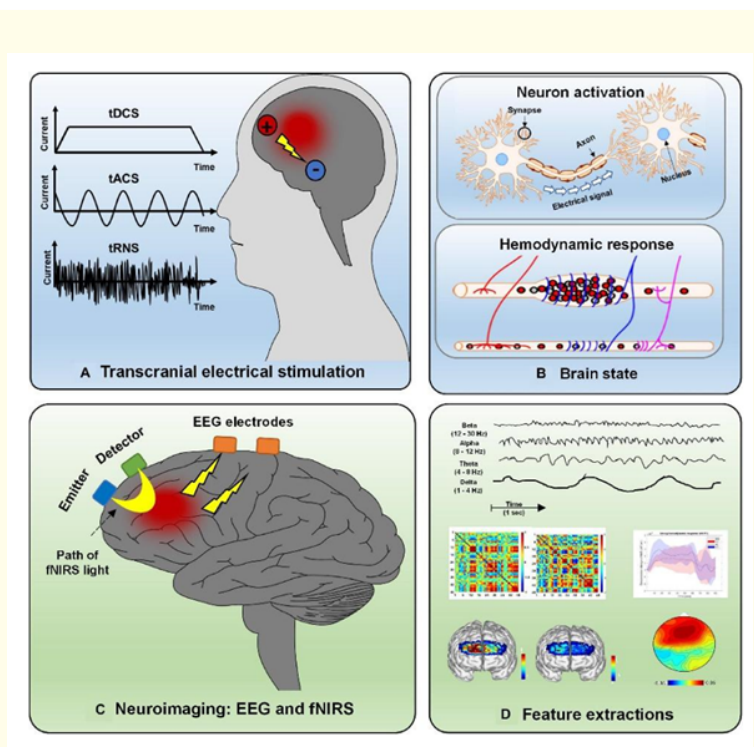 tDCS
Current
Time
tACS
Current
Time
tRNS
Current
Time
+
-
A Transcranial electrical stimulation
Neuron activation
Synapse
Axon
Nucleus
Electrical signal
Hemodynamic response
B Brain state
EEG electrodes
Detector
Emitter
Path of
fNIRS light
C Neuroimaging: EEG and fNIRS
Beta
(12 - 30 Hz)
Alpha
(8 - 12 Hz)
Theta
(4 - 8 Hz)
Delta
(1 - 4 Hz)
Time
(1 sec)
D Feature extractions